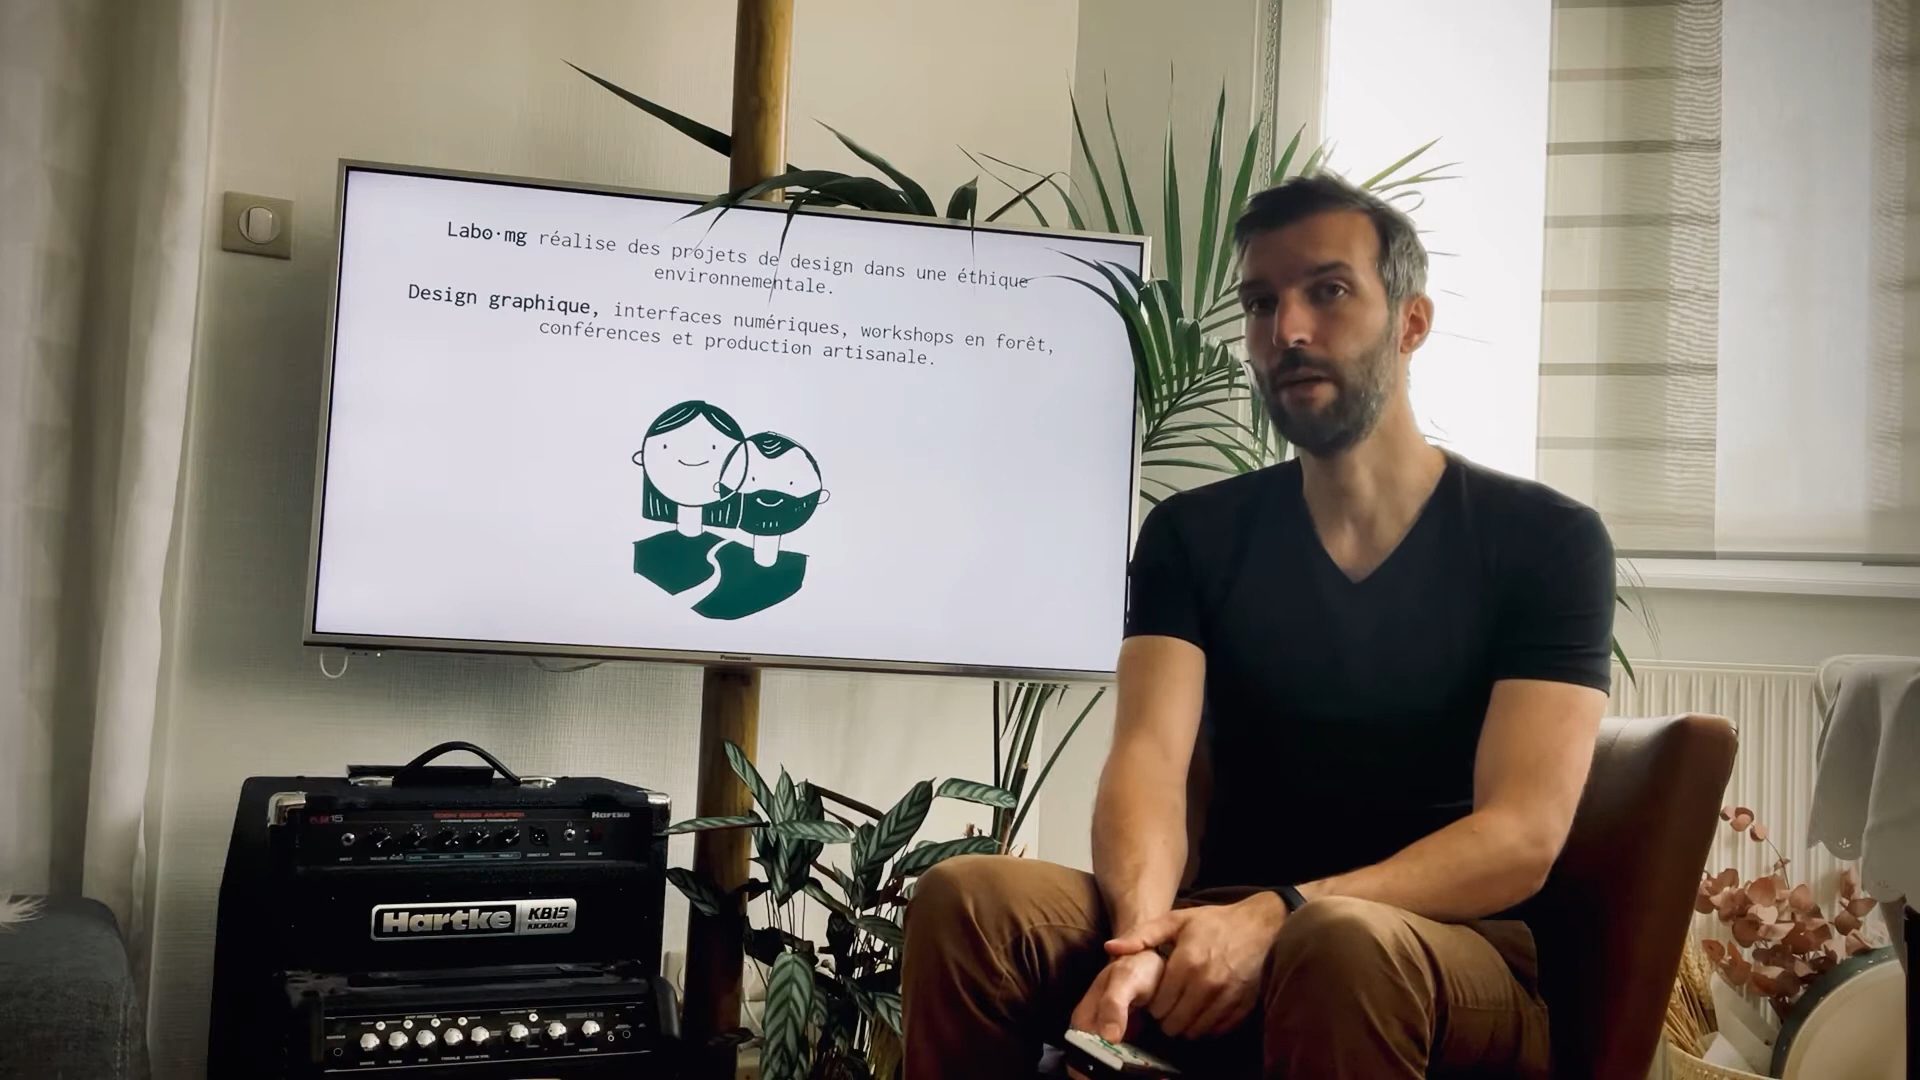 Labo·mg réalise des projets de design dans une éthique
environnementale.
Design graphique, interfaces numériques, workshops en forêt,
conférences et production artisanale.
Panasonic
Hartke
Hartke
KB15
KICKBACK